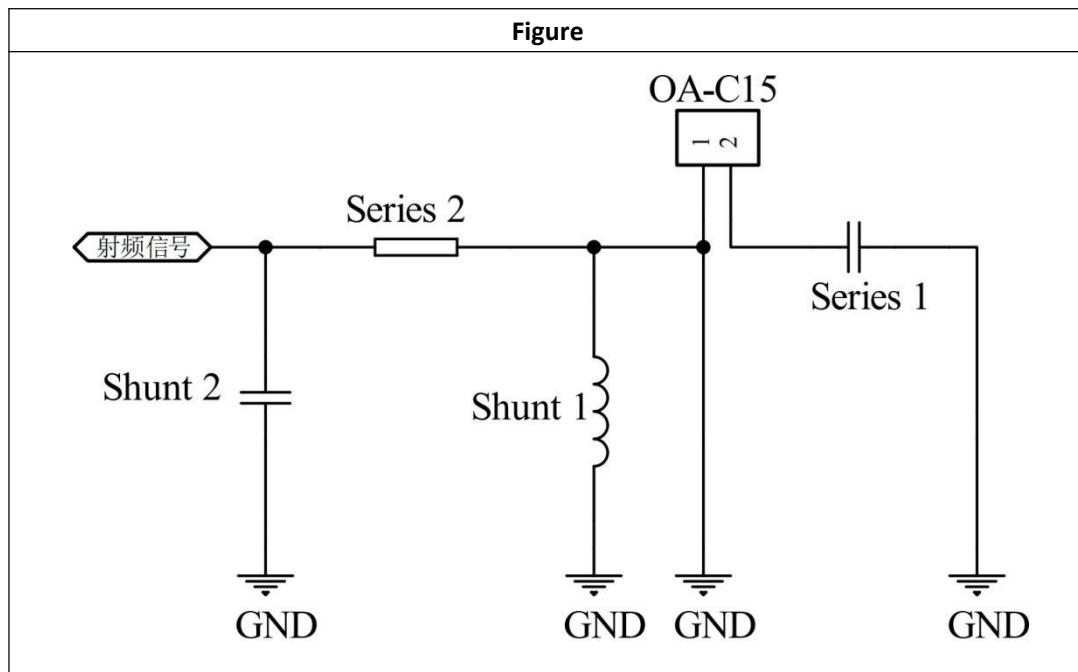 Figure
OA-C15
1
2
Series 2
射频信号
Series 1
Shunt 2
Shunt 1
GND
GND
GND
GND